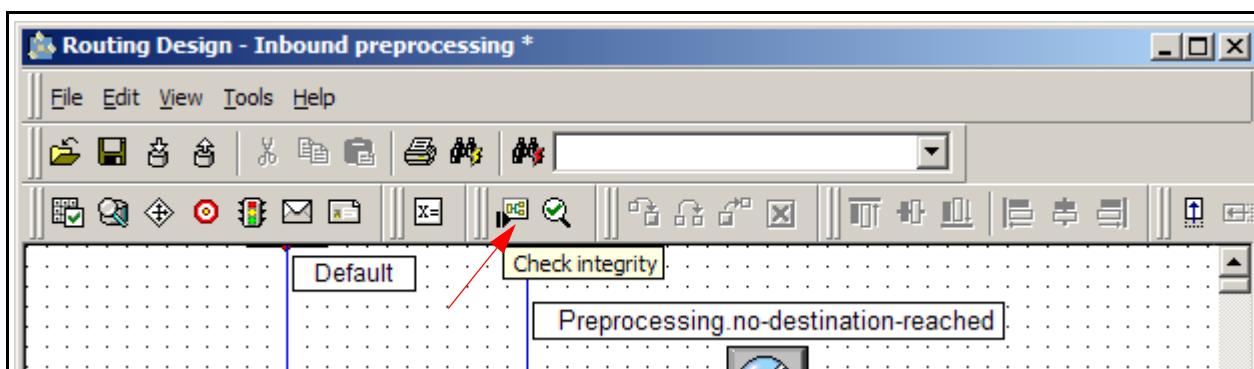 Routing Design - Inbound preprocessing *
File Edit View Tools Help
X=
Default
Check integrity
Preprocessing.no-destination-reached